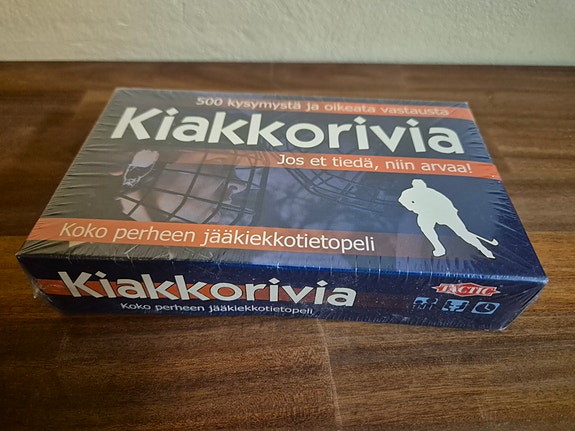 500 kysymystä ja oikeata vastausta
Kiakkorivia
Jos et tiedä, niin arvaa!
Koko perheen jääkiekkotietopeli
Kiakkorivia
Koko perheen jääkiekkotietopeli
TACTIC